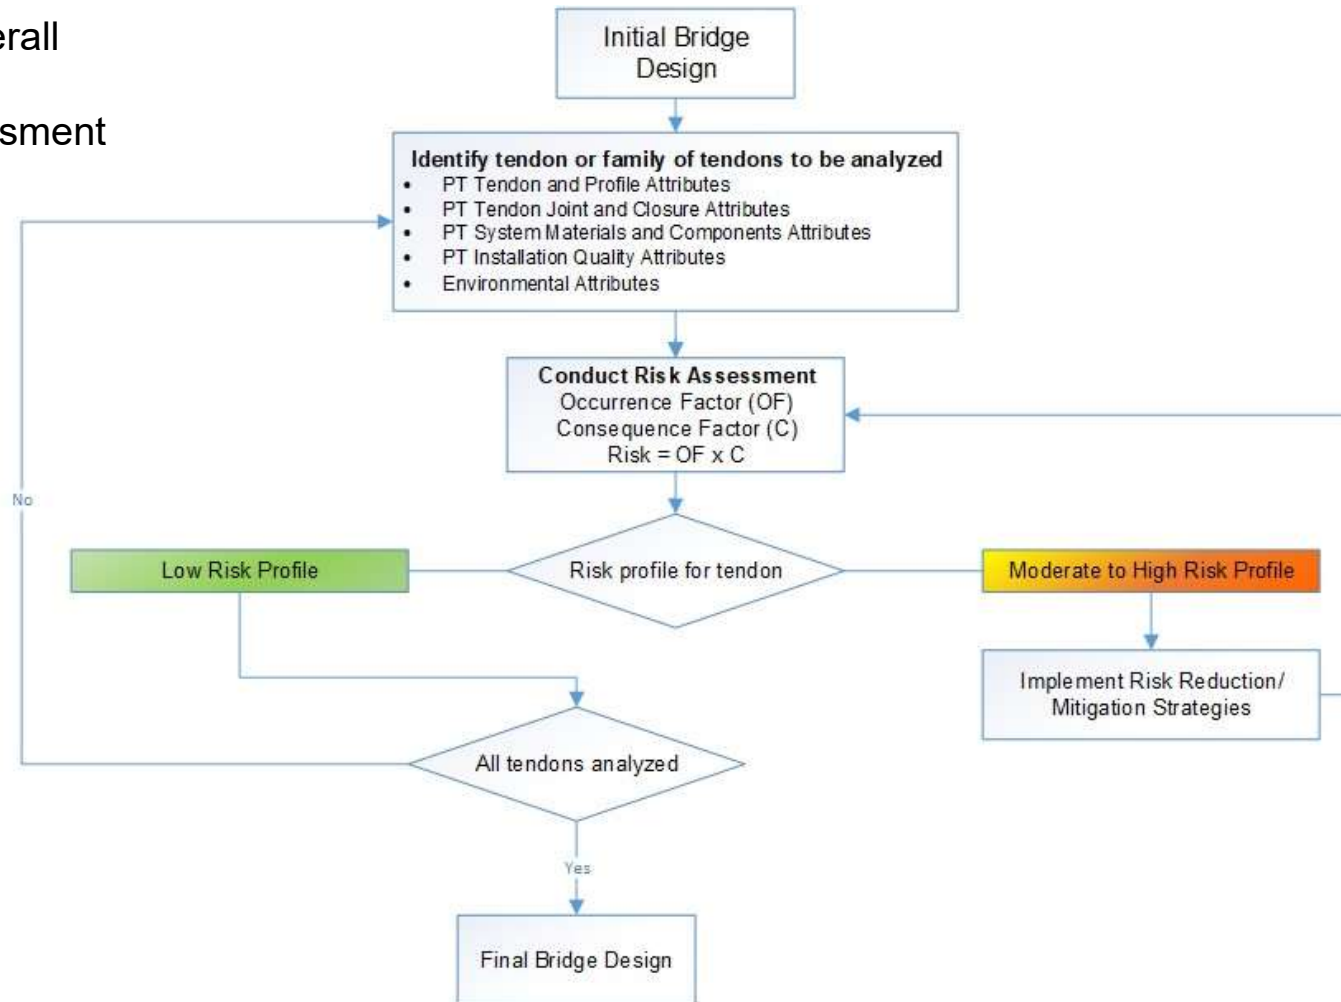 erall
sment
Initial Bridge
Design
Identify tendon or family of tendons to be analyzed
• PT Tendon and Profile Attributes
• PT Tendon Joint and Closure Attributes
• PT System Materials and Components Attributes
• PT Installation Quality Attributes
• Environmental Attributes
Conduct Risk Assessment
Occurrence Factor (OF)
Consequence Factor (C)
Risk = OF x C
No
Low Risk Profile
Risk profile for tendon
Moderate to High Risk Profile
Implement Risk Reduction/
Mitigation Strategies
All tendons analyzed
Yes
Final Bridge Design